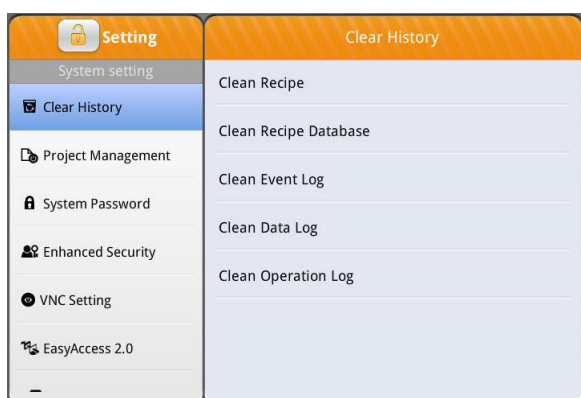 Setting
System setting
Clear History
Project Management
System Password
Enhanced Security
VNC Setting
EasyAccess 2.0
Clear History
Clean Recipe
Clean Recipe Database
Clean Event Log
Clean Data Log
Clean Operation Log